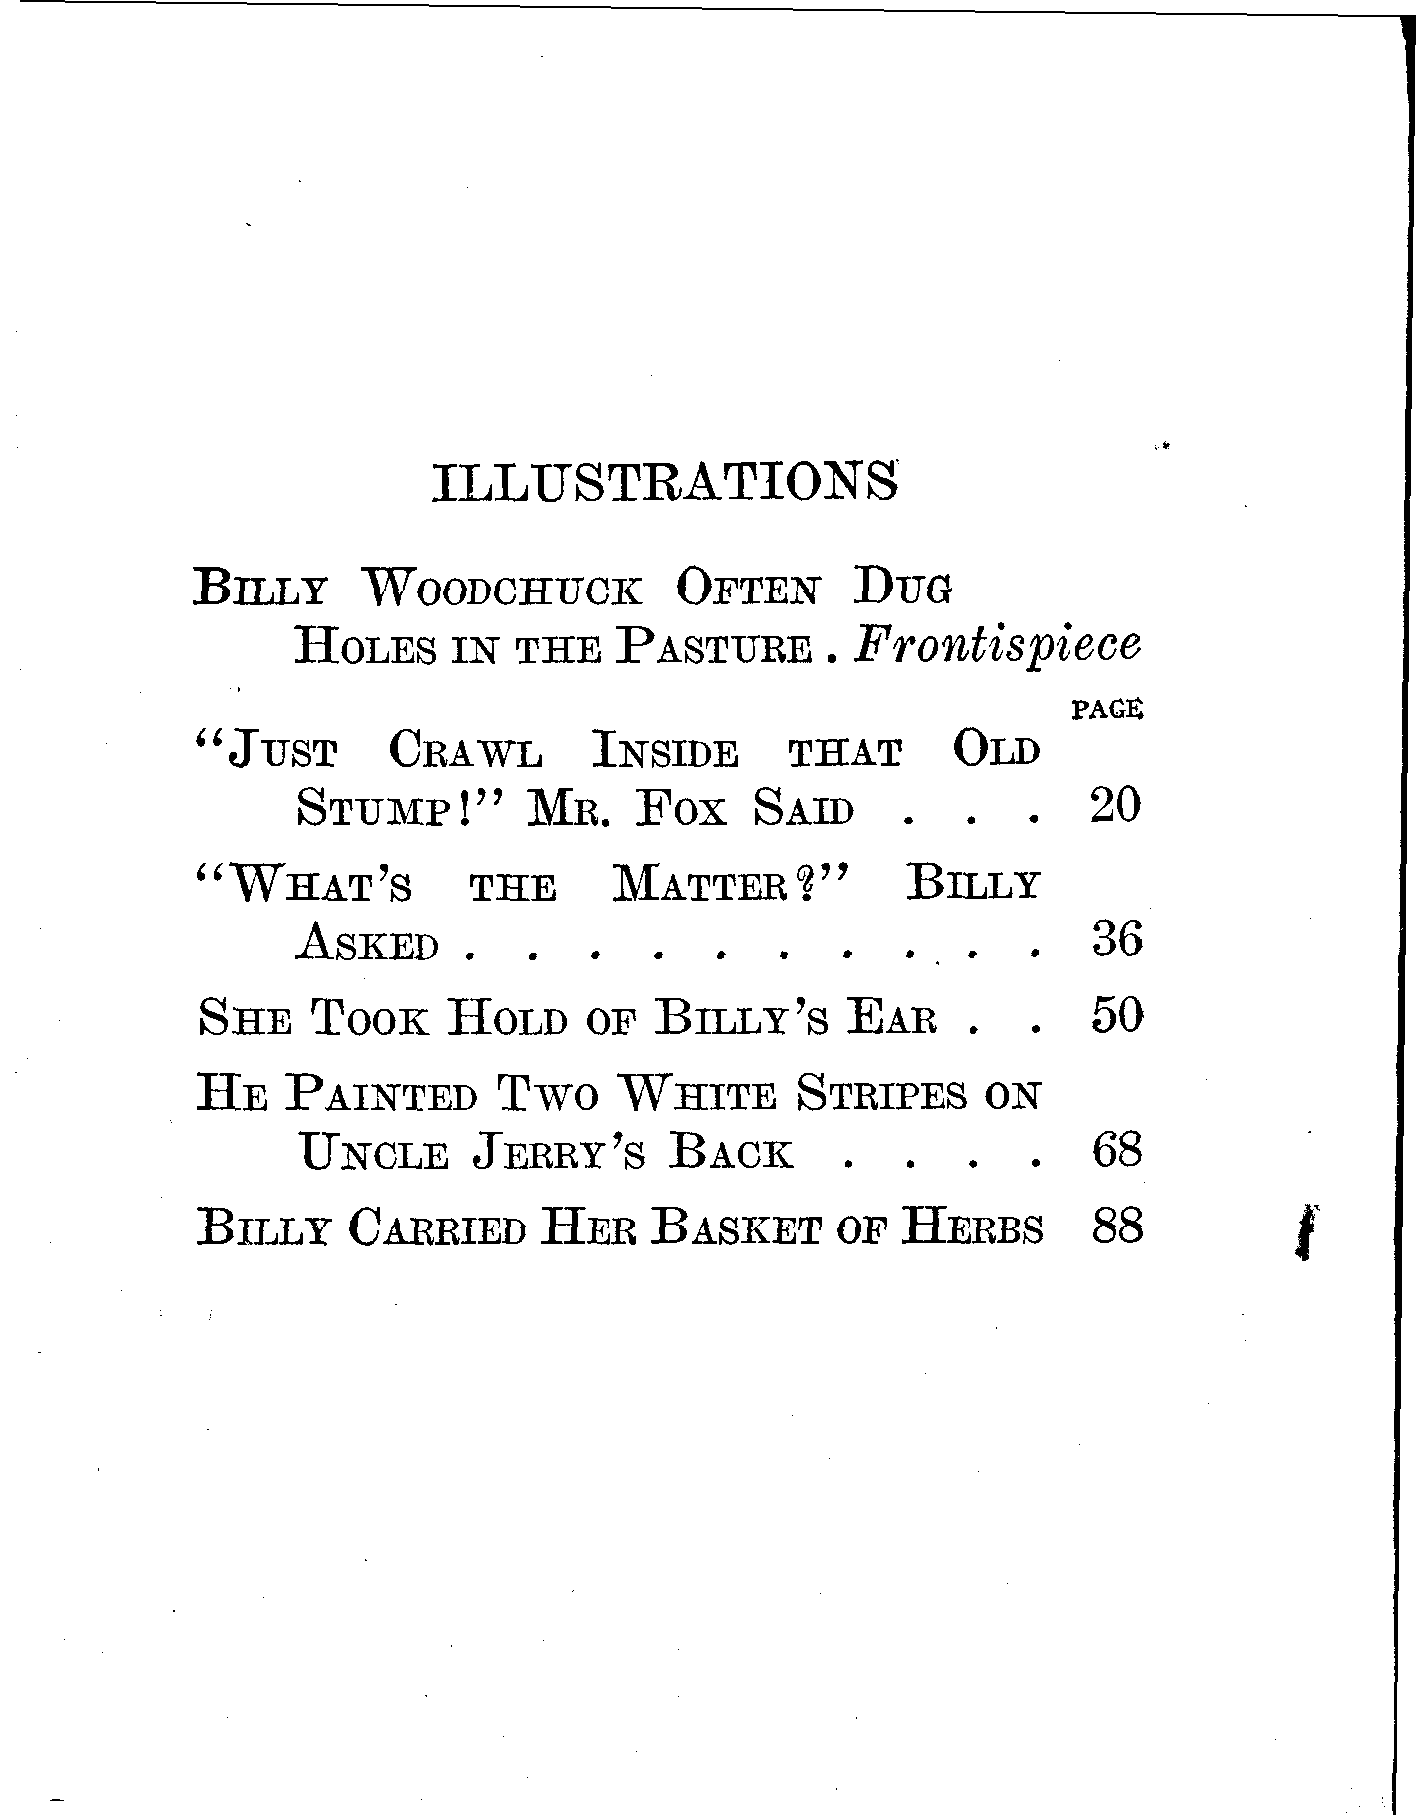 ILLUSTRATIONS
Billy Woodchuck Often Dug
Holes in the Pasture . Frontispiece
PAGE
“Just Crawl Inside that Old
Stump!” Mr. Fox Said . . . 20
“What’s the Matter?” Billy
Asked . . . . . . . . . . 36
She Took Hold of Billy’s Ear . . 50
He Painted Two White Stripes on
Uncle Jerry’s Back . . . . 68
Billy Carried Her Basket of Herbs 88